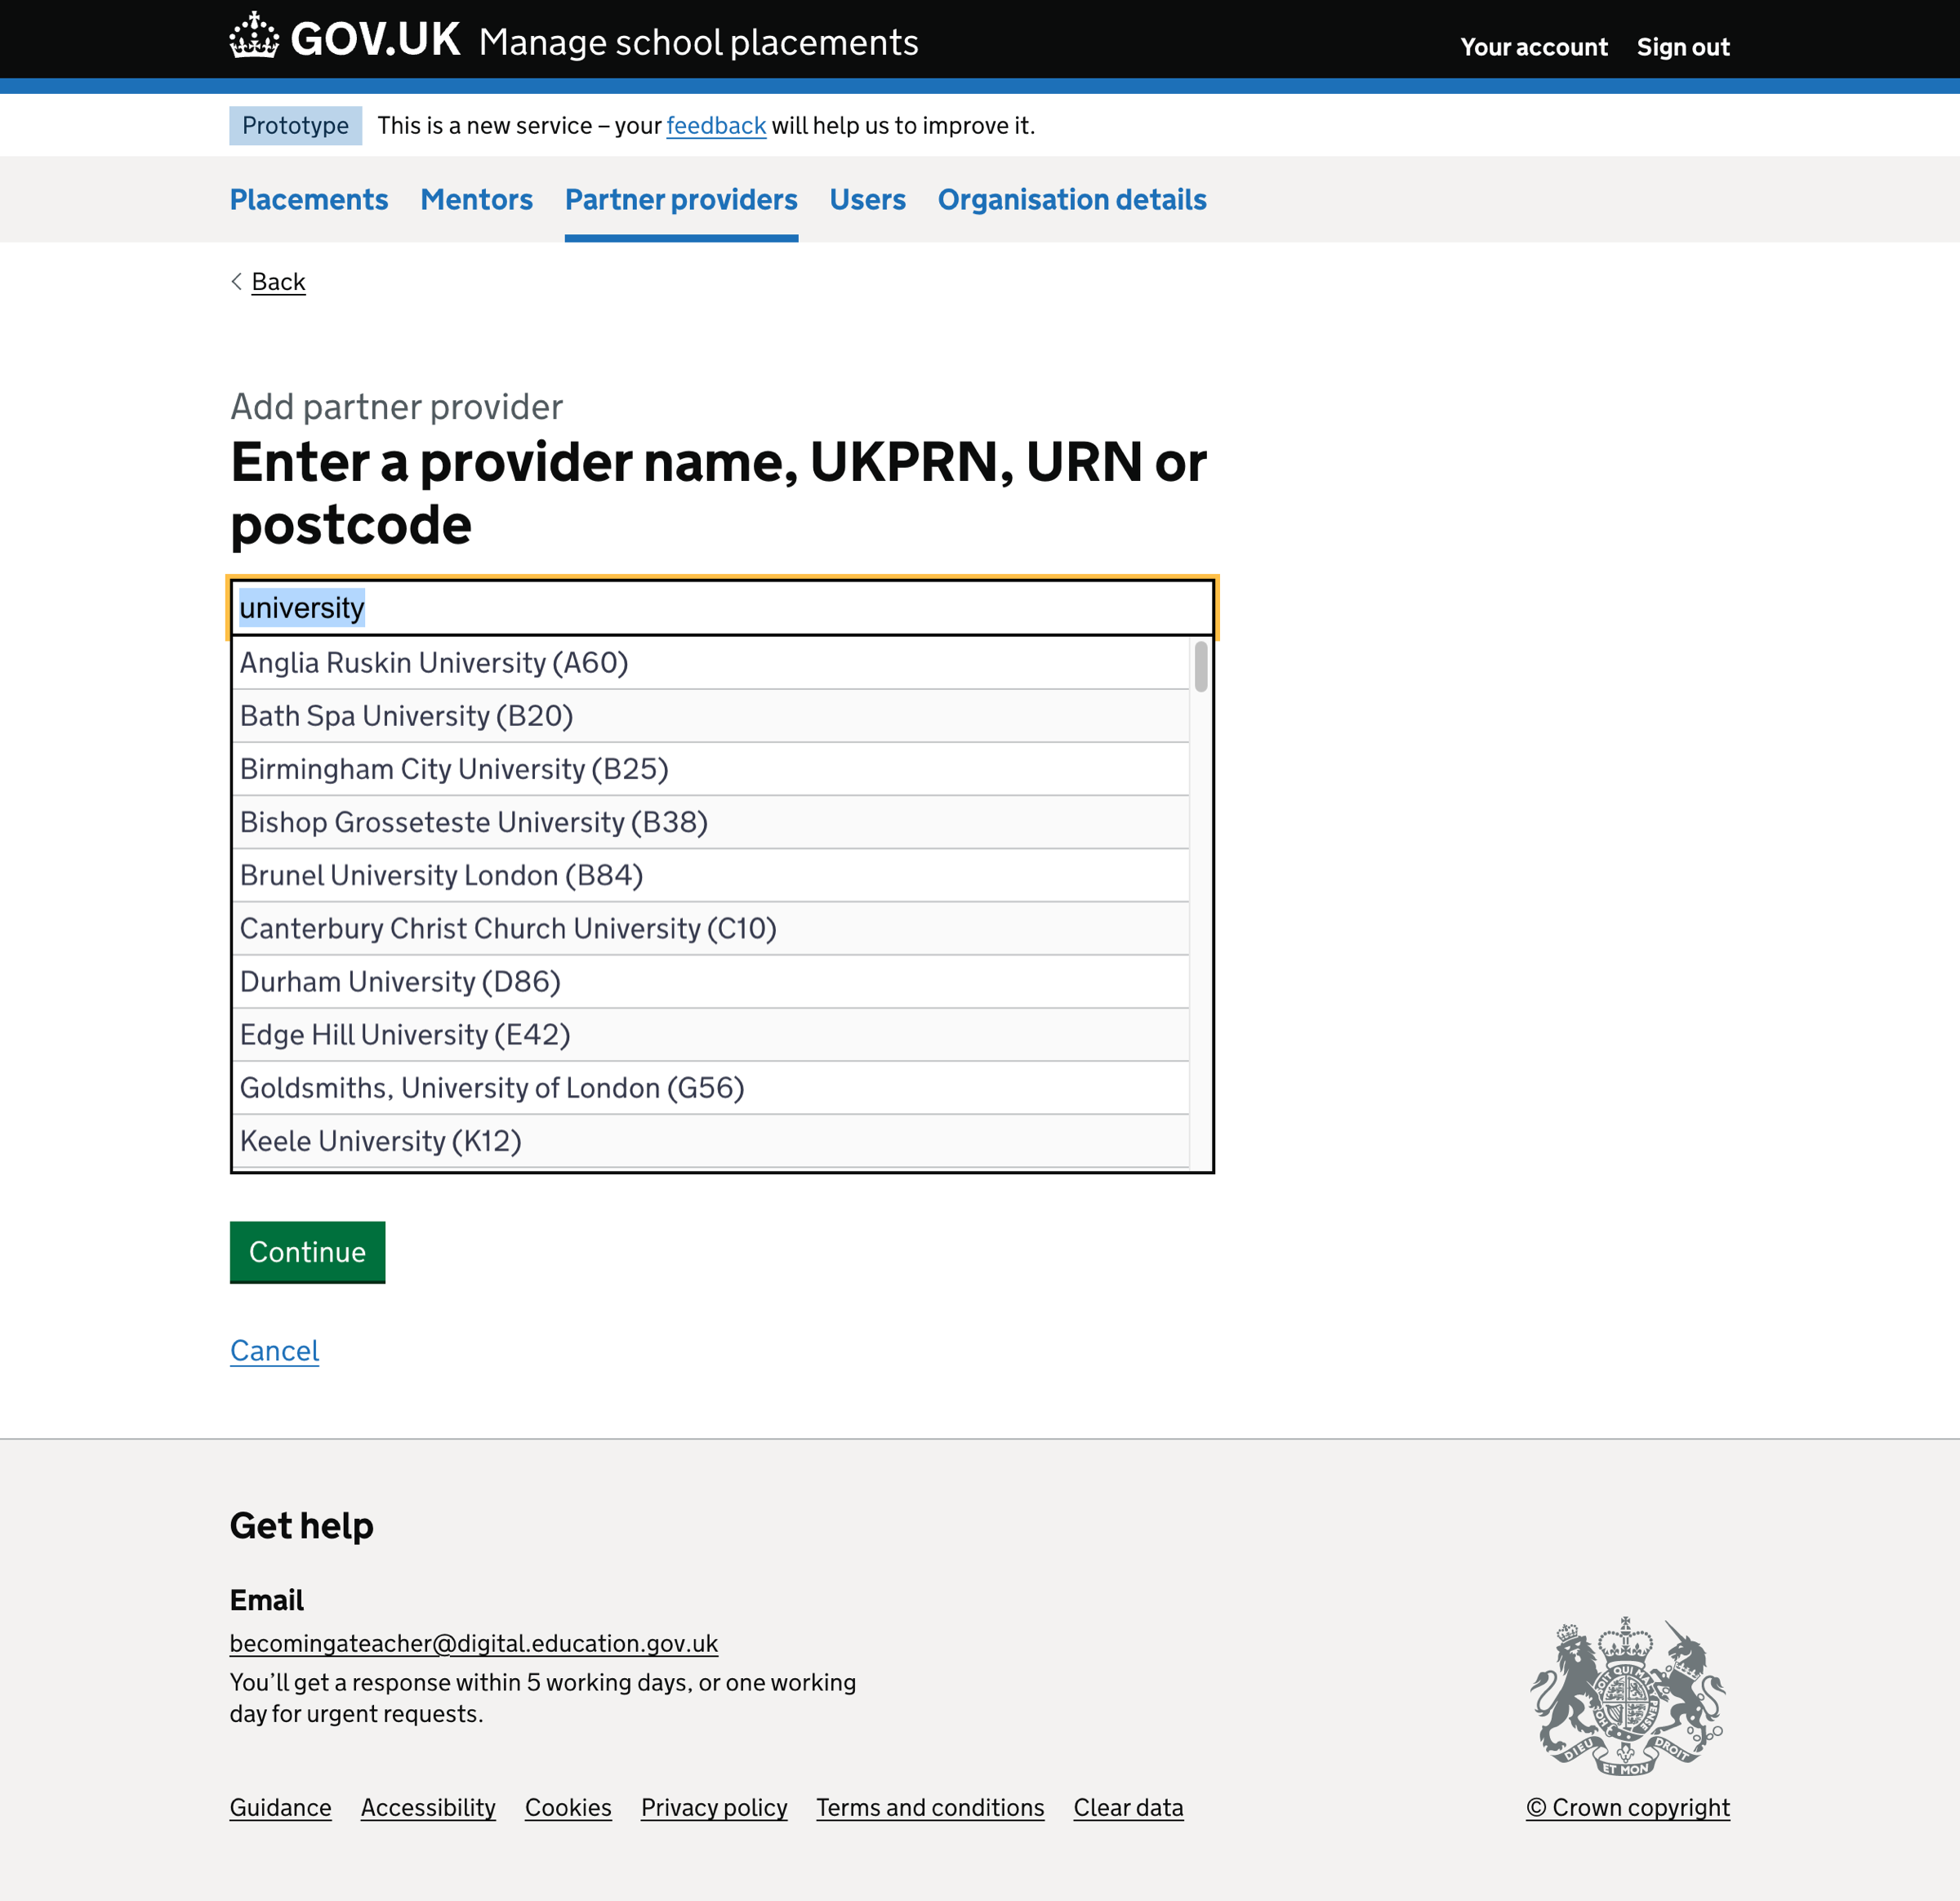 GOV.UK Manage school placements
Your account Sign out
Prototype This is a new service – your feedback will help us to improve it.
Placements Mentors Partner providers Users Organisation details
Back
Add partner provider
Enter a provider name, UKPRN, URN or
postcode
university
Anglia Ruskin University (A60)
Bath Spa University (B20)
Birmingham City University (B25)
Bishop Grosseteste University (B38)
Brunel University London (B84)
Canterbury Christ Church University (C10)
Durham University (D86)
Edge Hill University (E42)
Goldsmiths, University of London (G56)
Keele University (K12)
Continue
Cancel
Get help
Email
becomingateacher@digital.education.gov.uk
You’ll get a response within 5 working days, or one working
day for urgent requests.
DIEU ET MON DROIT
Guidance Accessibility Cookies Privacy policy Terms and conditions Clear data
© Crown copyright